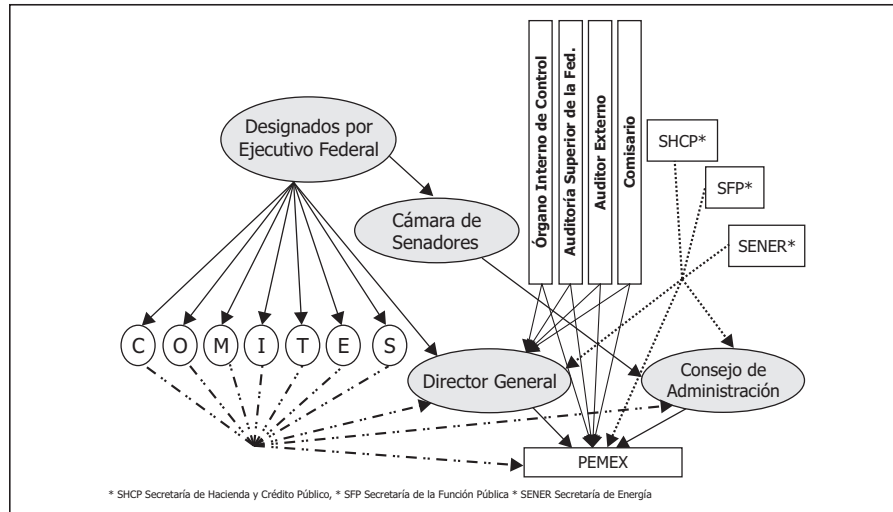 Designados por
Ejecutivo Federal
Cámara de
Senadores
Órgano Interno de Control
Auditoría Superior de la Fed.
Auditor Externo
Comisario
SHCP*
SFP*
SENER*
C O M I T E S
Director General
Consejo de
Administración
PEMEX
* SHCP Secretaría de Hacienda y Crédito Público, * SFP Secretaría de la Función Pública * SENER Secretaría de Energía